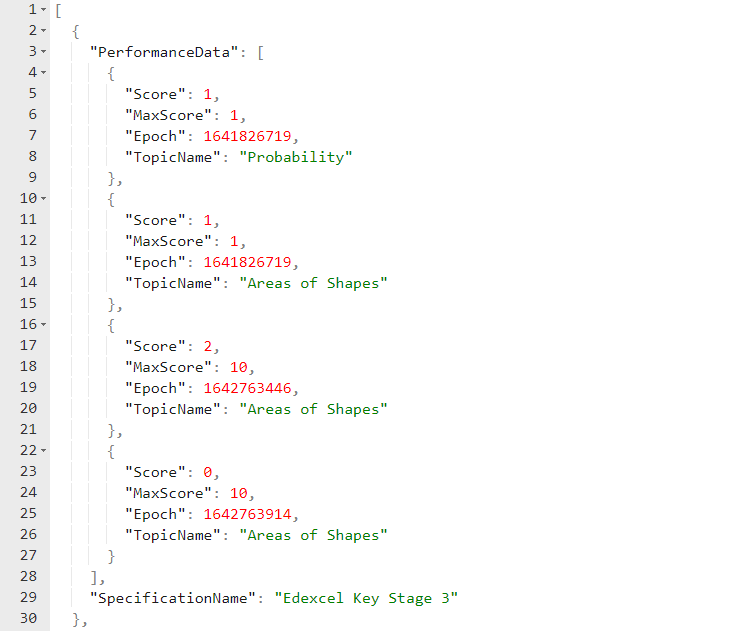 1 [
2 {
3 "PerformanceData": [
4 {
5 "Score": 1,
6 "MaxScore": 1,
7 "Epoch": 1641826719,
8 "TopicName": "Probability"
9 },
10 {
11 "Score": 1,
12 "MaxScore": 1,
13 "Epoch": 1641826719,
14 "TopicName": "Areas of Shapes"
15 },
16 {
17 "Score": 2,
18 "MaxScore": 10,
19 "Epoch": 1642763446,
20 "TopicName": "Areas of Shapes"
21 },
22 {
23 "Score": 0,
24 "MaxScore": 10,
25 "Epoch": 1642763914,
26 "TopicName": "Areas of Shapes"
27 }
28 ],
29 "SpecificationName": "Edexcel Key Stage 3"
30 },